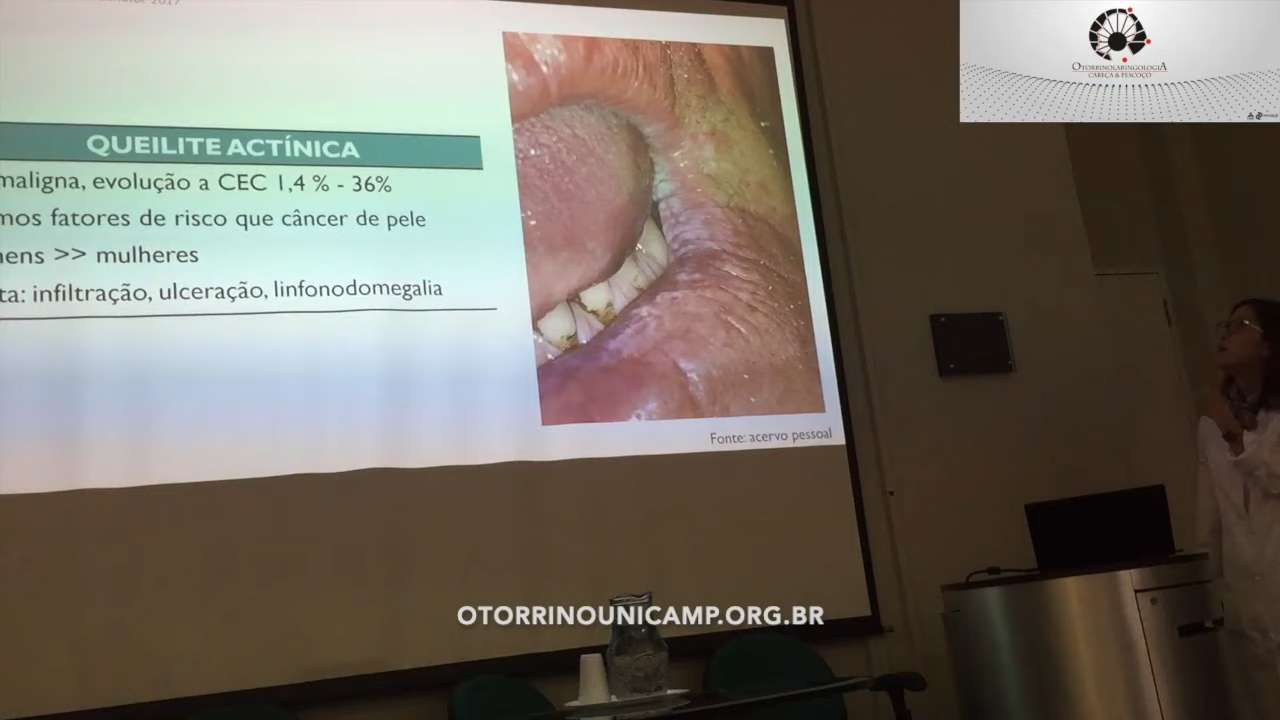 2017
OTORRINOLARINGOLOGIA
CABEÇA & PESCOÇO
QUEILITE ACTÍNICA
maligna, evolução a CEC 1,4 % - 36%
mos fatores de risco que câncer de pele
ens >> mulheres
ta: infiltração, ulceração, linfonodomegalia
Fonte: acervo pessoal
OTORRINOUNICAMP.ORG.BR